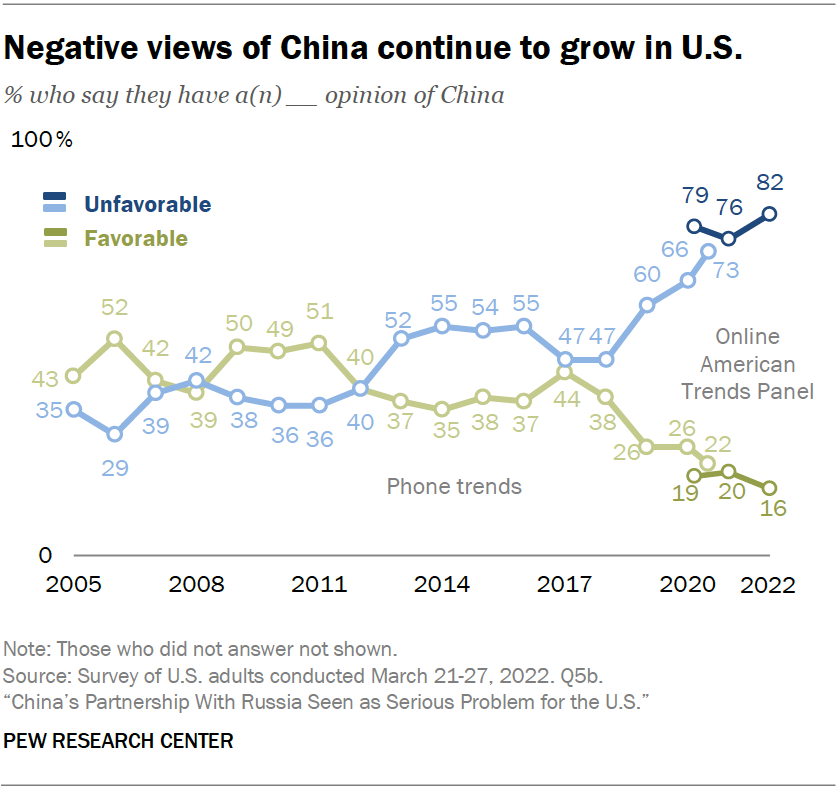 Negative views of China continue to grow in U.S.
% who say they have a(n) __ opinion of China
100%
Unfavorable
Favorable
79 76 82
66 73
60
52 55 54 55 47 47
43 52 42 42 50 49 51 40
35 29 39 39 38 36 36 40
37 35 38 37 44 38
26 26 22
19 20 16
Online
American
Trends Panel
Phone trends
0
2005 2008 2011 2014 2017 2020 2022
Note: Those who did not answer not shown.
Source: Survey of U.S. adults conducted March 21-27, 2022. Q5b.
“China’s Partnership With Russia Seen as Serious Problem for the U.S.”
PEW RESEARCH CENTER